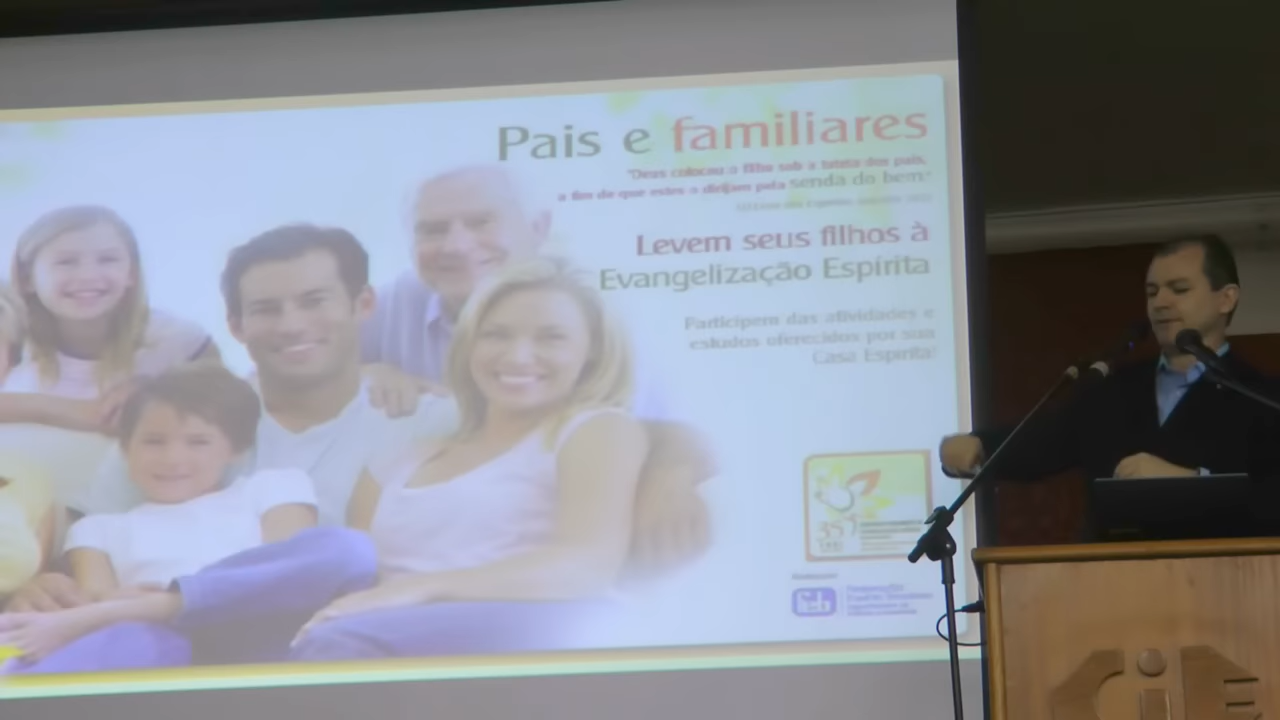 Pais e familiares
"Deus colocou o filho sob a tutela dos pais,
a fim de que estes o dirijam pela senda do bem."
Levem seus filhos à
Evangelização Espírita
Participem das atividades e
estudos oferecidos por sua
Casa Espírita!